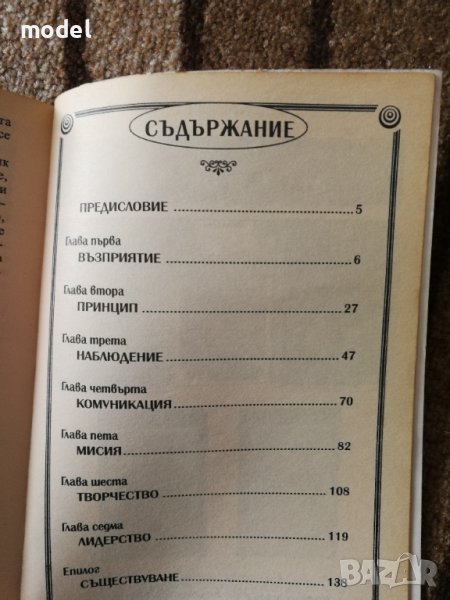 model
СЪДЪРЖАНИЕ
ПРЕДИСЛОВИЕ 5
Глава първа
ВЪЗПРИЯТИЕ 6
Глава втора
ПРИНЦИП 27
Глава трета
НАБЛЮДЕНИЕ 47
Глава четвърта
КОМУНИКАЦИЯ 70
Глава пета
МИСИЯ 82
Глава шеста
ТВОРЧЕСТВО 108
Глава седма
ЛИДЕРСТВО 119
Епилог
СЪЩЕСТВУВАНЕ 138
BAZAR